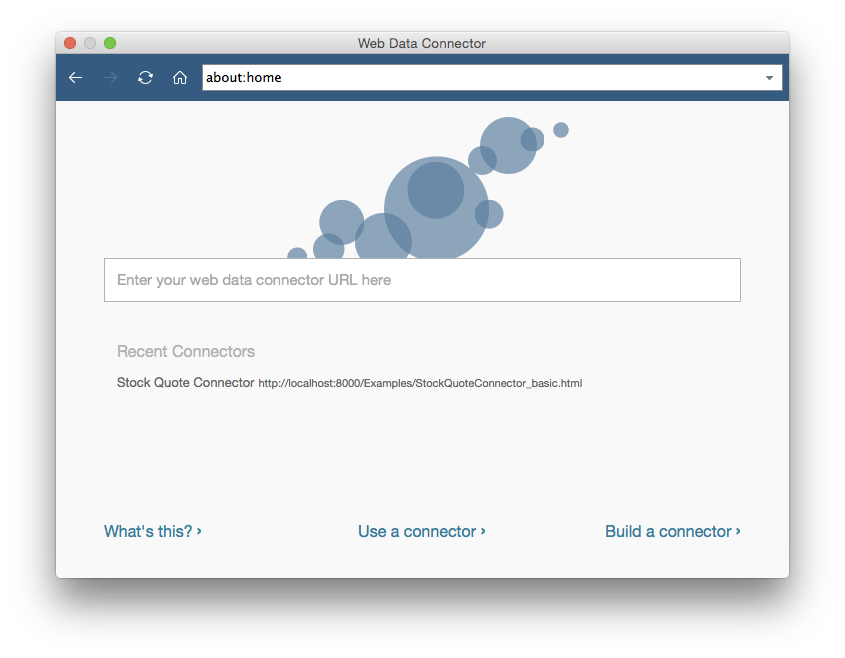 Web Data Connector
about:home
Enter your web data connector URL here
Recent Connectors
Stock Quote Connector http://localhost:8000/Examples/StockQuoteConnector_basic.html
What's this? › Use a connector › Build a connector ›